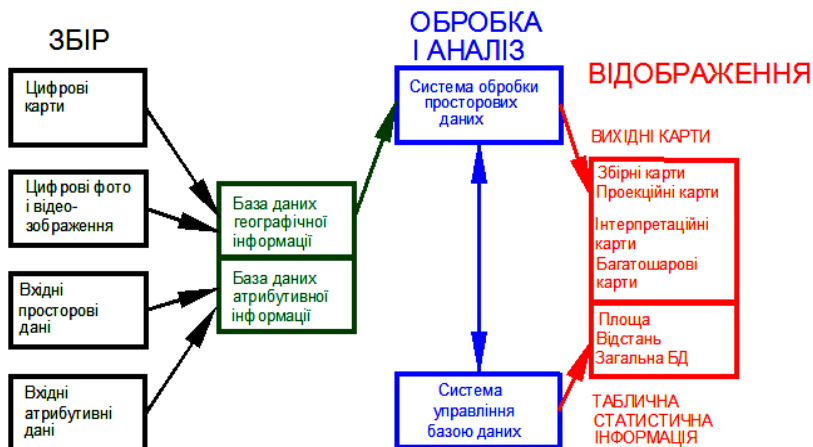 ЗБІР
Цифрові
карти
Цифрові фото
і відео-
зображення
Вхідні
просторові
дані
Вхідні
атрибутивні
дані
База даних
географічної
інформації
База даних
атрибутивної
інформації
ОБРОБКА
І АНАЛІЗ
Система обробки
просторових
даних
Система
управління
базою даних
ВІДОБРАЖЕННЯ
ВИХІДНІ КАРТИ
Збірні карти
Проекційні карти
Інтерпретаційні
карти
Багатошарові
карти
Площа
Відстань
Загальна БД
ТАБЛИЧНА
СТАТИСТИЧНА
ІНФОРМАЦІЯ